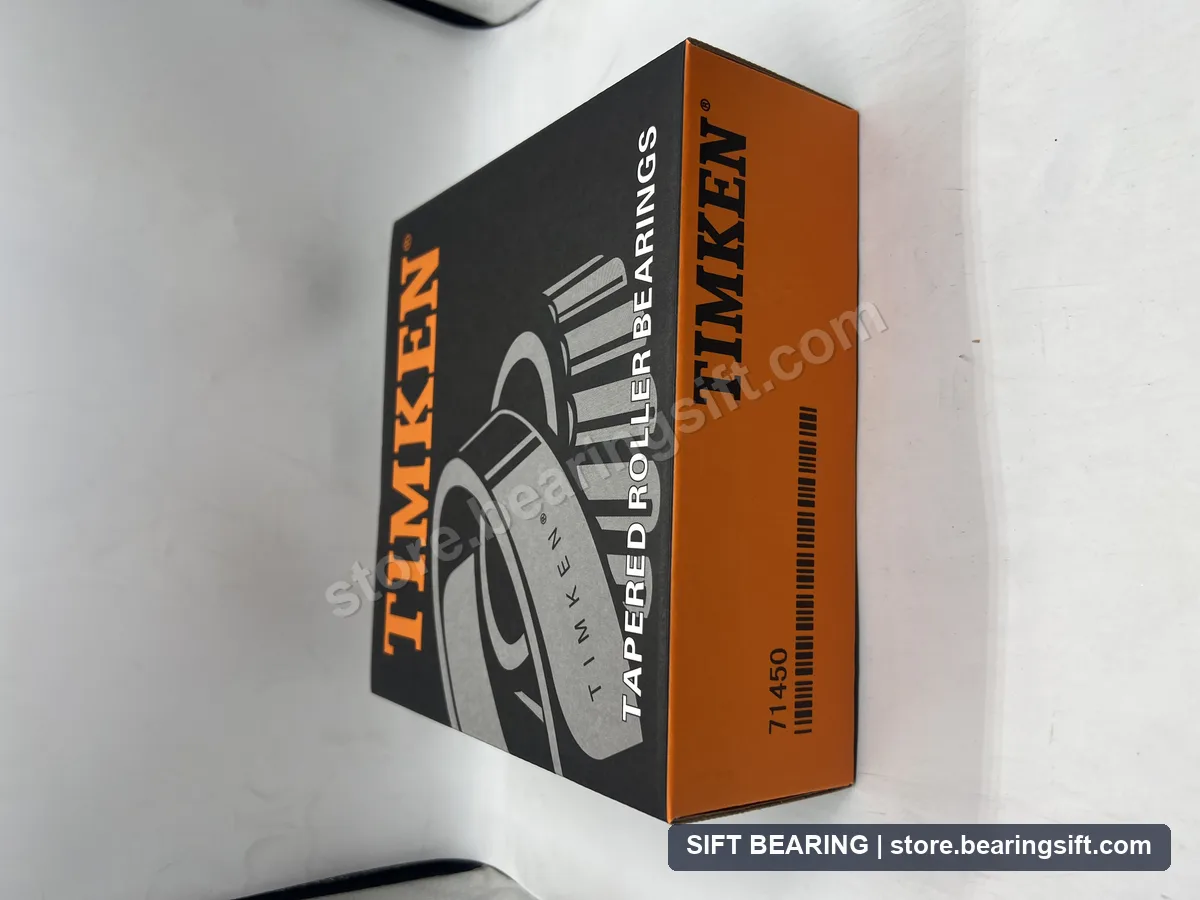 TIMKEN®
TIMKEN®
TAPERED ROLLER BEARINGS
TIMKEN®
71450
store.bearingsift.com
SIFT BEARING | store.bearingsift.com